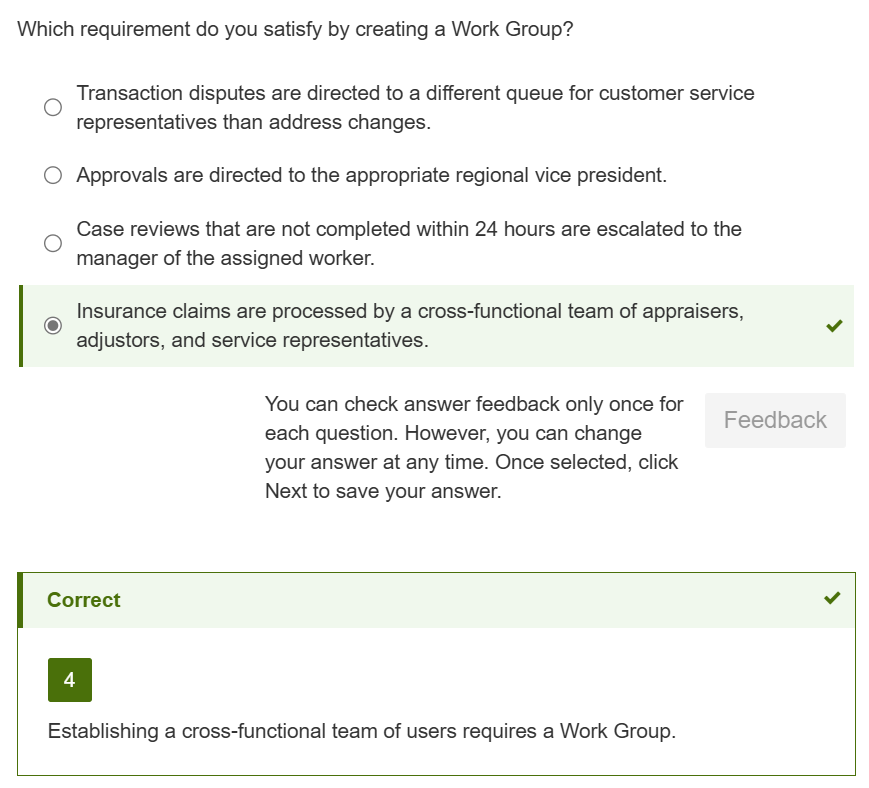 Which requirement do you satisfy by creating a Work Group?
Transaction disputes are directed to a different queue for customer service
representatives than address changes.
Approvals are directed to the appropriate regional vice president.
Case reviews that are not completed within 24 hours are escalated to the
manager of the assigned worker.
Insurance claims are processed by a cross-functional team of appraisers,
adjustors, and service representatives.
You can check answer feedback only once for
each question. However, you can change
your answer at any time. Once selected, click
Next to save your answer.
Feedback
Correct
4
Establishing a cross-functional team of users requires a Work Group.